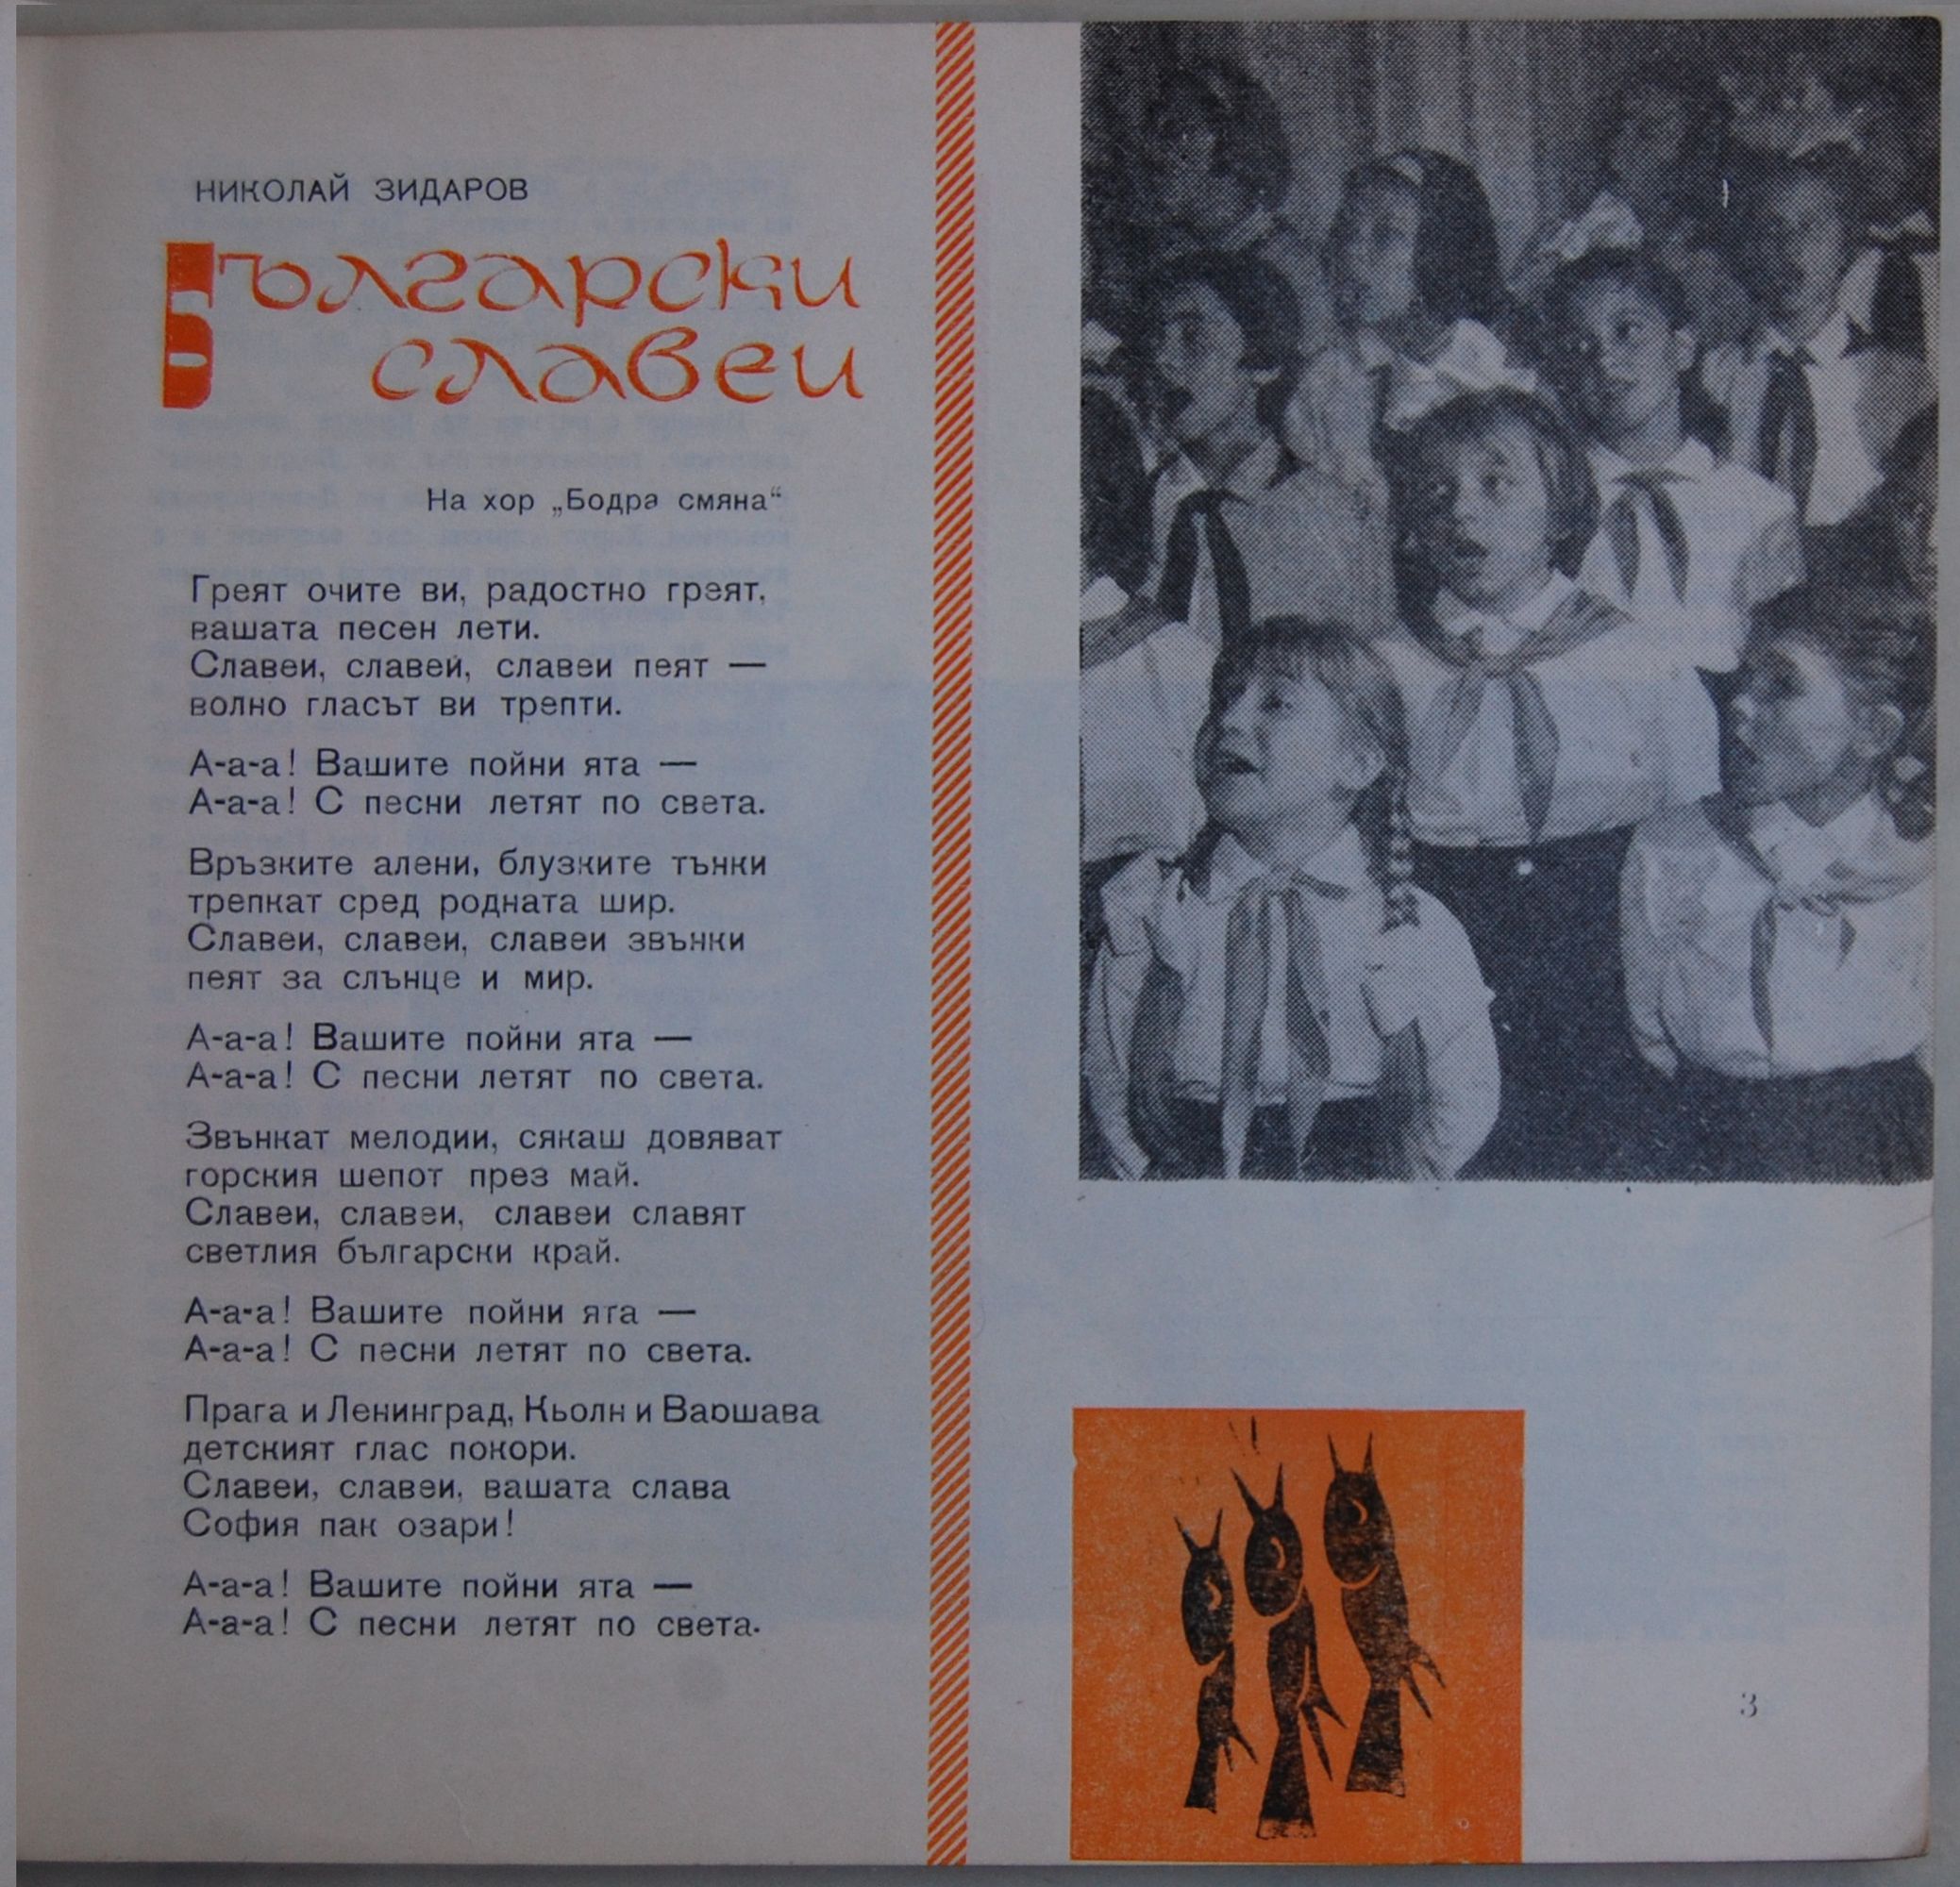 НИКОЛАЙ ЗИДАРОВ
Български
славеи
На хор „Бодра смяна“
Греят очите ви, радостно греят,
вашата песен лети.
Славеи, славеи, славеи пеят —
волно гласът ви трепти.
А-а-а! Вашите пойни ята —
А-а-а! С песни летят по света.
Връзките алени, блузките тънки
трепкат сред родната шир.
Славеи, славеи, славеи звънки
пеят за слънце и мир.
А-а-а! Вашите пойни ята —
А-а-а! С песни летят по света.
Звънкат мелодии, сякаш довяват
горския шепот през май.
Славеи, славеи, славеи славят
светлия български край.
А-а-а! Вашите пойни ята —
А-а-а! С песни летят по света.
Прага и Ленинград, Кьолн и Варшава
детският глас покори.
Славеи, славеи, вашата слава
София пак озари!
А-а-а! Вашите пойни ята —
А-а-а! С песни летят по света.
3